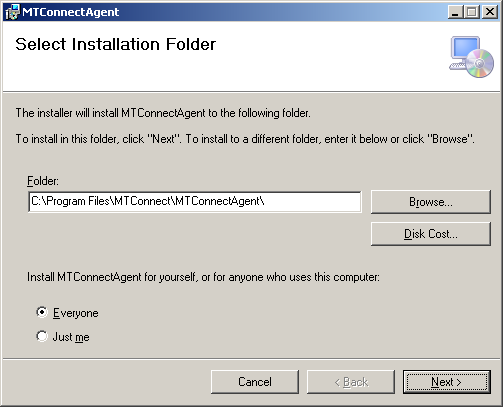 MTConnectAgent
Select Installation Folder
The installer will install MTConnectAgent to the following folder.
To install in this folder, click "Next". To install to a different folder, enter it below or click "Browse".
Folder:
C:\Program Files\MTConnect\MTConnectAgent\
Browse...
Disk Cost...
Install MTConnectAgent for yourself, or for anyone who uses this computer:
Everyone
Just me
Cancel
< Back
Next >